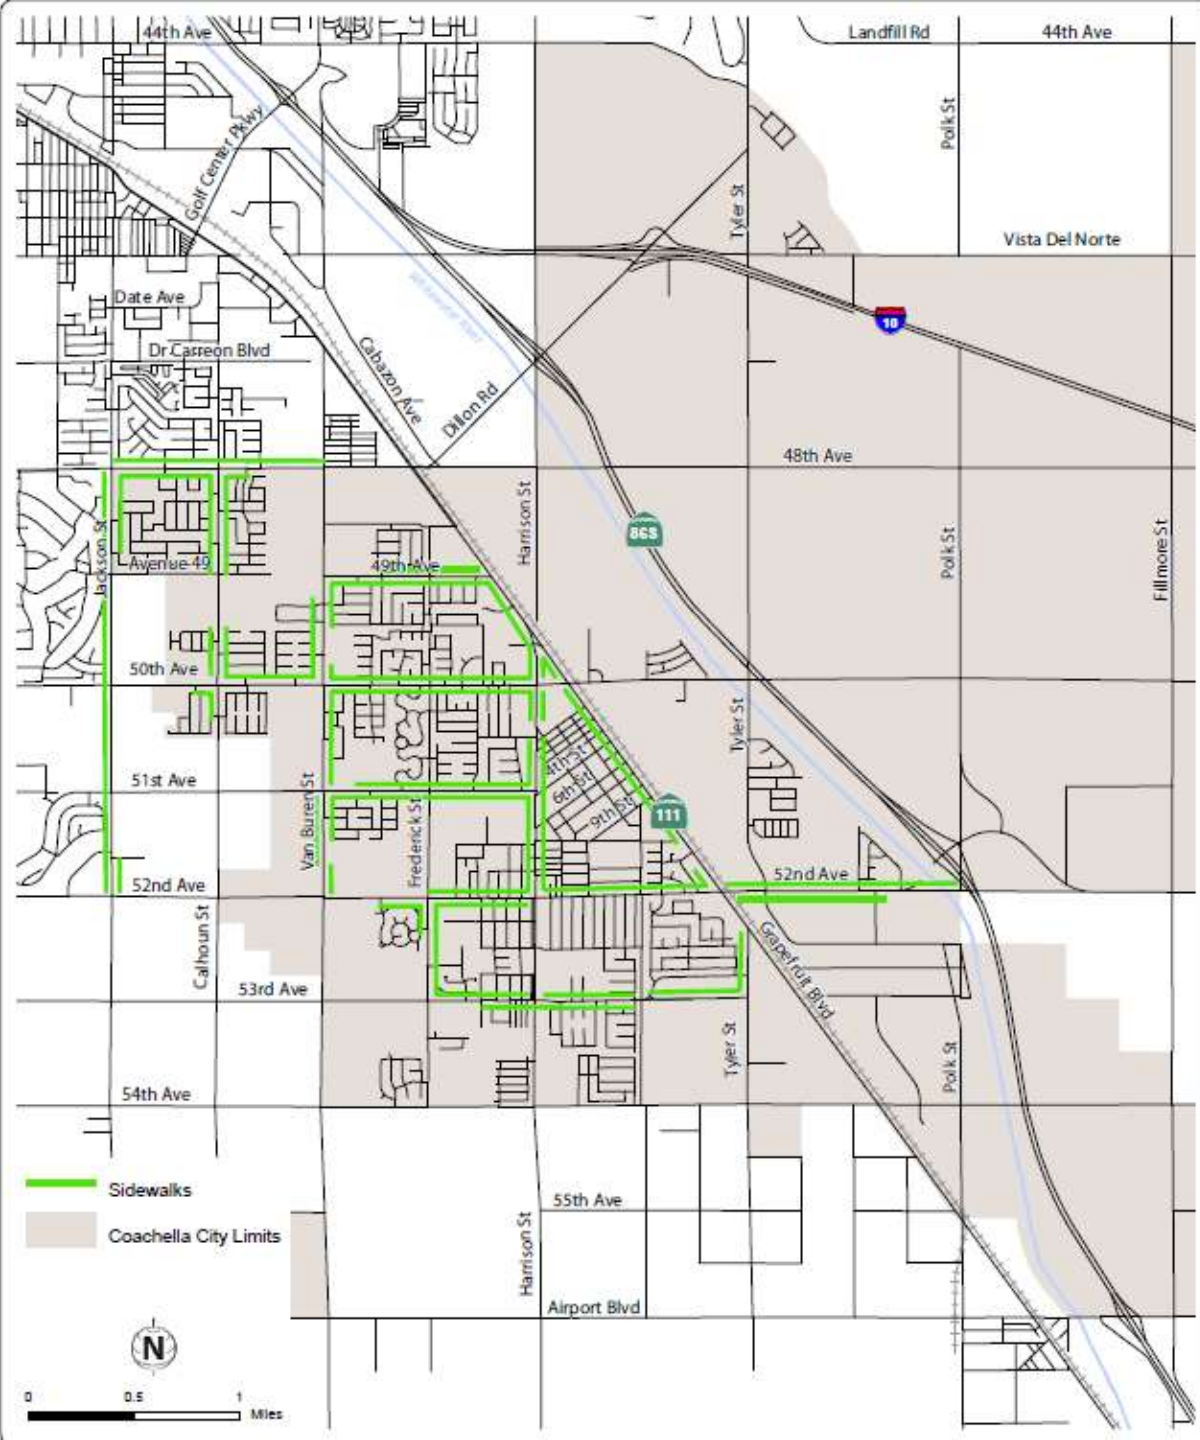 44th Ave
Landfill Rd
44th Ave
Golf Center Pkwy
Polk St
Tyler St
Vista Del Norte
Whitewater River
Date Ave
10
Dr Carreon Blvd
Cabazon Ave
Dillon Rd
48th Ave
Harrison St
86S
Jackson St
Avenue 49
49th Ave
Polk St
Fillmore St
50th Ave
Tyler St
4th St
51st Ave
6th St
9th St
111
Van Buren St
Frederick St
52nd Ave
52nd Ave
Calhoun St
Grapefruit Blvd
53rd Ave
Tyler St
Polk St
54th Ave
Sidewalks
55th Ave
Coachella City Limits
Harrison St
Airport Blvd
N
0 0.5 1
Miles